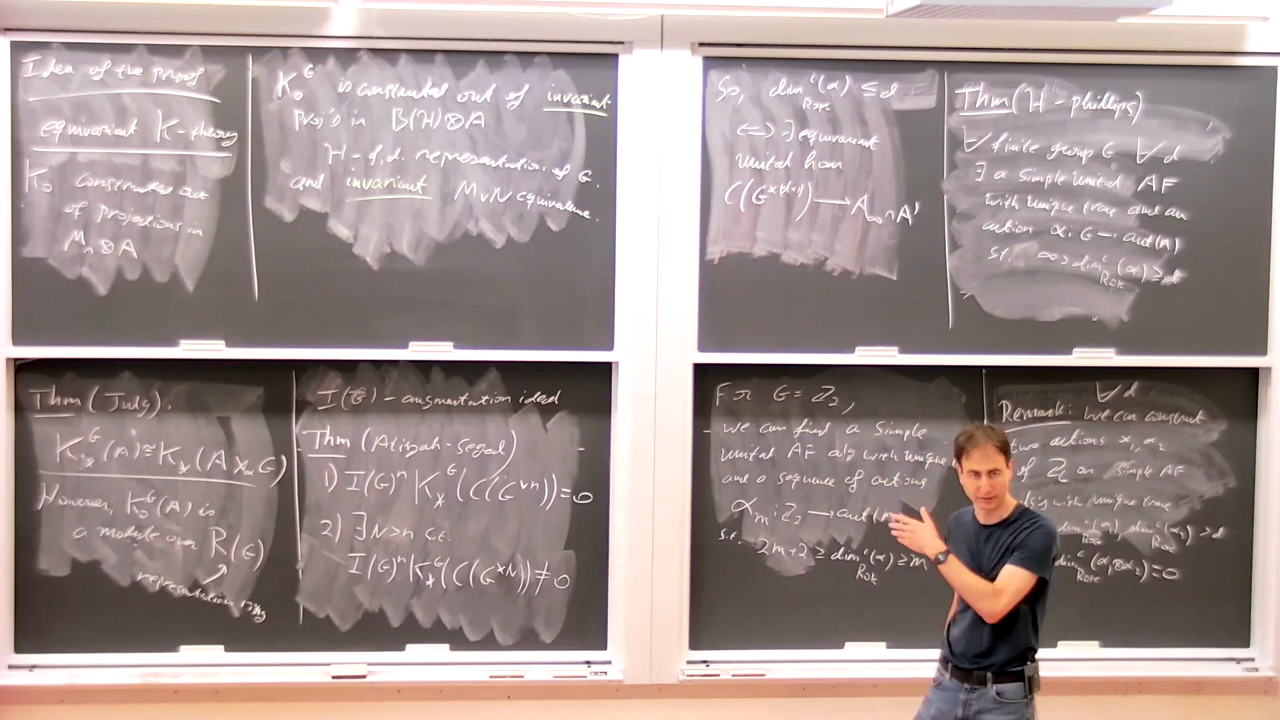 Idea of the proof
equivariant K-theory
K₀ constructed out
of projections in
Mₙ⊗A
K₀ᴳ is constructed out of invariant
proj's in B(H)⊗A
H - f.d. representation of G.
and invariant MvN equivalence.
Thm (July).
K_*^G(A)≅K_*(A⋊_α G)
However, K₀ᴳ(A) is
a module over R(G)
representation ring
I(G) - augmentation ideal
Thm (Atiyah-Segal)
1) I(G)ⁿ K_*^G(C(G^{*n}))=0
2) ∃N>n s.t.
I(G)ⁿ K_*^G(C(G^{*N}))≠0
So, dim_Rok^c(α) ≤ d
⟺ ∃ equivariant
unital hom
C(G^{*(d+1)}) → A_∞∩A'
Thm (H-phillips)
∀ finite group G ∀d
∃ a simple unital AF
with unique trace and an
action α: G → aut(A)
s.t. ∞>dim_Rok^c(α)≥d
For G = Z₂,
we can find a simple
unital AF alg with unique
and a sequence of actions
α_m: Z₂ → aut(A)
s.t. 2m+2 ≥ dim_Rok^c(α) ≥ m
∀d
Remark: we can construct
two actions α₁, α₂
of Z₂ on simple AF
alg with unique trace
dim_Rok^c(α₁), dim_Rok^c(α₂) > d
dim_Rok^c(α₁⊗α₂)=0